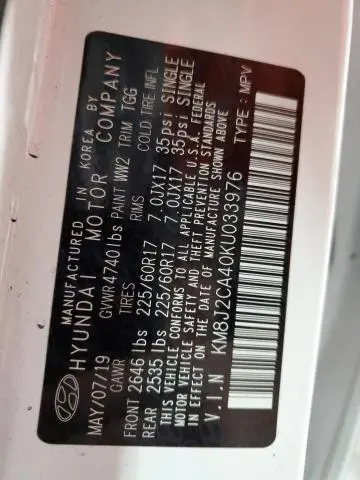 MANUFACTURED IN KOREA BY
HYUNDAI MOTOR COMPANY
MAY/07/19 GVWR 4740lbs PAINT WW2 TRIM TGG
GAWR TIRES RIMS COLD TIRE INFL.
FRONT 2646 lbs 225/60R17 7.0JX17 35psi SINGLE
REAR 2535 lbs 225/60R17 7.0JX17 35psi SINGLE
THIS VEHICLE CONFORMS TO ALL APPLICABLE U.S.A. FEDERAL
MOTOR VEHICLE SAFETY AND THEFT PREVENTION STANDARDS
IN EFFECT ON THE DATE OF MANUFACTURE SHOWN ABOVE
V.I.N KM8J2CA40KU033976 TYPE: MPV